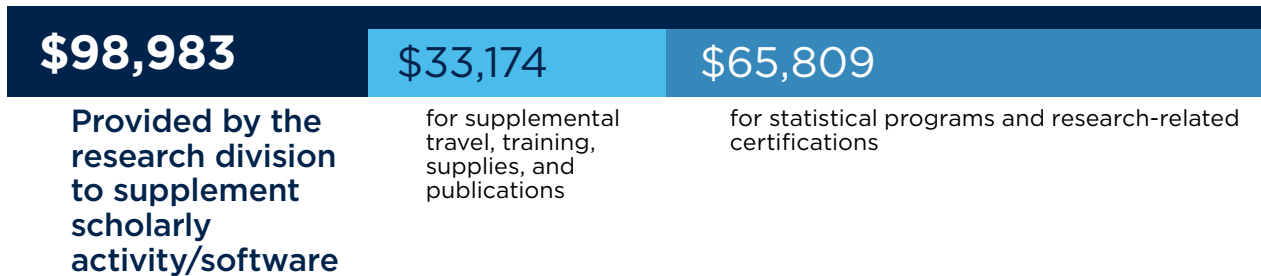 $98,983
Provided by the
research division
to supplement
scholarly
activity/software
$33,174
for supplemental
travel, training,
supplies, and
publications
$65,809
for statistical programs and research-related
certifications